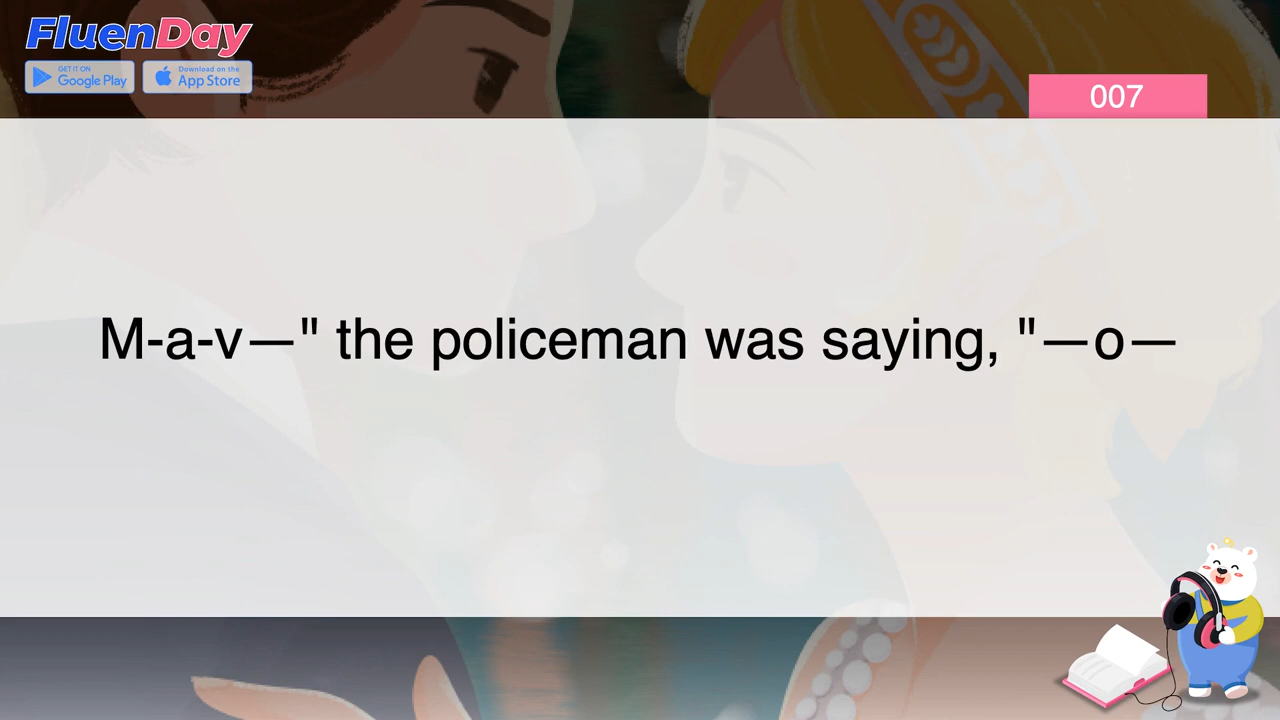 FluenDay
GET IT ON
Google Play
Download on the
App Store
007
M-a-v—" the policeman was saying, "—o—